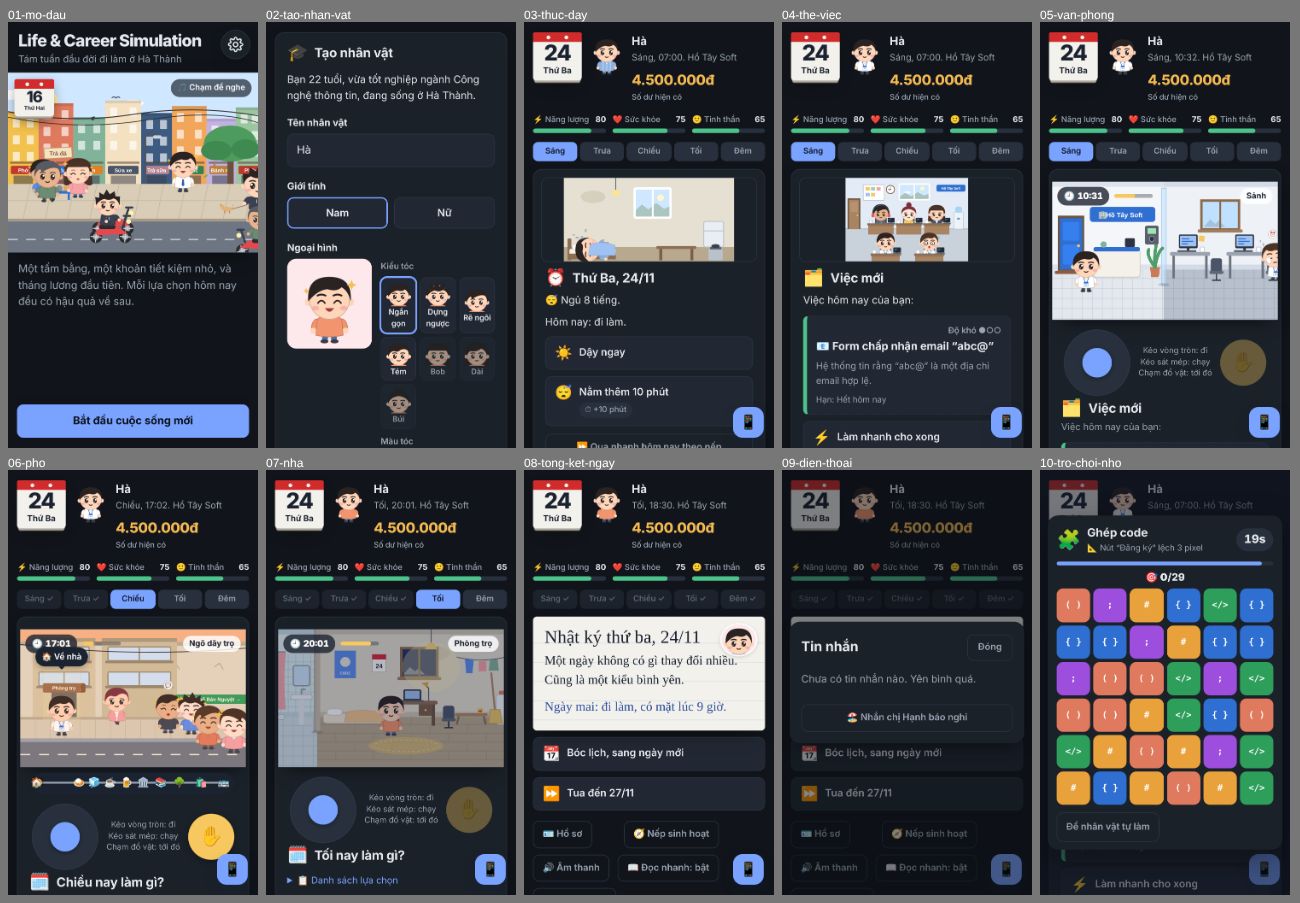 01-mo-dau
Life & Career Simulation
Tám tuần đầu đời đi làm ở Hà Thành
16
Thứ Hai
Chạm để nghe
Trà đá
Sửa xe
Trà sữa
Một tấm bằng, một khoản tiết kiệm nhỏ, và
tháng lương đầu tiên. Mỗi lựa chọn hôm nay
đều có hậu quả về sau.
Bắt đầu cuộc sống mới
02-tao-nhan-vat
Tạo nhân vật
Bạn 22 tuổi, vừa tốt nghiệp ngành Công
nghệ thông tin, đang sống ở Hà Thành.
Tên nhân vật
Hà
Giới tính
Nam
Nữ
Ngoại hình
Kiểu tóc
Ngắn gọn
Dựng ngược
Rẽ ngôi
Tém
Bob
Dài
Búi
Màu tóc
03-thuc-day
24
Thứ Ba
Hà
Sáng, 07:00. Hồ Tây Soft
4.500.000đ
Số dư hiện có
Năng lượng 80
Sức khỏe 75
Tinh thần 65
Sáng
Trưa
Chiều
Tối
Đêm
Thứ Ba, 24/11
Ngủ 8 tiếng.
Hôm nay: đi làm.
Dậy ngay
Nằm thêm 10 phút
+10 phút
Qua nhanh hôm nay theo nếp
04-the-viec
24
Thứ Ba
Hà
Sáng, 07:00. Hồ Tây Soft
4.500.000đ
Số dư hiện có
Năng lượng 80
Sức khỏe 75
Tinh thần 65
Sáng
Trưa
Chiều
Tối
Đêm
Việc mới
Việc hôm nay của bạn:
Độ khó
Form chấp nhận email “abc@”
Hệ thống tin rằng “abc@” là một địa chỉ
email hợp lệ.
Hạn: Hết hôm nay
Làm nhanh cho xong
05-van-phong
24
Thứ Ba
Hà
Sáng, 10:32. Hồ Tây Soft
4.500.000đ
Số dư hiện có
Năng lượng 80
Sức khỏe 75
Tinh thần 65
Sáng
Trưa
Chiều
Tối
Đêm
10:31
Sảnh
Hồ Tây Soft
Kéo vòng tròn: đi
Kéo sát mép: chạy
Chạm đồ vật: tới đó
Việc mới
Việc hôm nay của bạn:
06-pho
24
Thứ Ba
Hà
Chiều, 17:02. Hồ Tây Soft
4.500.000đ
Số dư hiện có
Năng lượng 80
Sức khỏe 75
Tinh thần 65
Sáng ✓
Trưa ✓
Chiều
Tối
Đêm
17:01
Ngõ dãy trọ
Về nhà
Phòng trọ
Kéo vòng tròn: đi
Kéo sát mép: chạy
Chạm đồ vật: tới đó
Chiều nay làm gì?
07-nha
24
Thứ Ba
Hà
Tối, 20:01. Hồ Tây Soft
4.500.000đ
Số dư hiện có
Năng lượng 80
Sức khỏe 75
Tinh thần 65
Sáng ✓
Trưa ✓
Chiều ✓
Tối
Đêm
20:01
Phòng trọ
24
Kéo vòng tròn: đi
Kéo sát mép: chạy
Chạm đồ vật: tới đó
Tối nay làm gì?
Danh sách lựa chọn
08-tong-ket-ngay
24
Thứ Ba
Hà
Tối, 18:30. Hồ Tây Soft
4.500.000đ
Số dư hiện có
Năng lượng 80
Sức khỏe 75
Tinh thần 65
Sáng ✓
Trưa ✓
Chiều ✓
Tối ✓
Đêm ✓
Nhật ký thứ ba, 24/11
Một ngày không có gì thay đổi nhiều.
Cũng là một kiểu bình yên.
Ngày mai: đi làm, có mặt lúc 9 giờ.
Bóc lịch, sang ngày mới
Tua đến 27/11
Hồ sơ
Nếp sinh hoạt
Âm thanh
Đọc nhanh: bật
09-dien-thoai
24
Thứ Ba
Hà
Tối, 18:30. Hồ Tây Soft
4.500.000đ
Số dư hiện có
Năng lượng 80
Sức khỏe 75
Tinh thần 65
Sáng ✓
Trưa ✓
Chiều ✓
Tối ✓
Đêm ✓
Tin nhắn
Đóng
Chưa có tin nhắn nào. Yên bình quá.
Nhắn chị Hạnh báo nghỉ
Bóc lịch, sang ngày mới
Tua đến 27/11
Hồ sơ
Nếp sinh hoạt
Âm thanh
Đọc nhanh: bật
10-tro-choi-nho
24
Hà
Sáng, 07:00. Hồ Tây Soft
Ghép code
Nút “Đăng ký” lệch 3 pixel
19s
0/29
( ) ; # { } </> { }
{ } { } ; # { } { }
; ( ) ( ) </> ; </>
( ) ( ) # </> { } ( )
</> # ( ) # ; </>
# { } # ( ) # </>
Để nhân vật tự làm
Làm nhanh cho xong